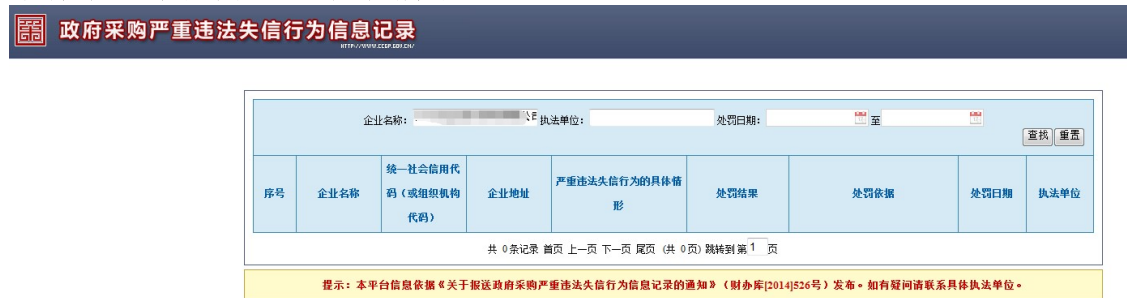 政府采购严重违法失信行为信息记录
HTTP://WWW.CCGP.GOV.CN/
企业名称： 公司 执法单位： 处罚日期： 至
查找 重置
序号 企业名称 统一社会信用代码（或组织机构代码） 企业地址 严重违法失信行为的具体情形 处罚结果 处罚依据 处罚日期 执法单位
共 0条记录 首页 上一页 下一页 尾页 (共 0页) 跳转到第1 页
提示：本平台信息依据《关于报送政府采购严重违法失信行为信息记录的通知》（财办库[2014]526号）发布。如有疑问请联系具体执法单位。